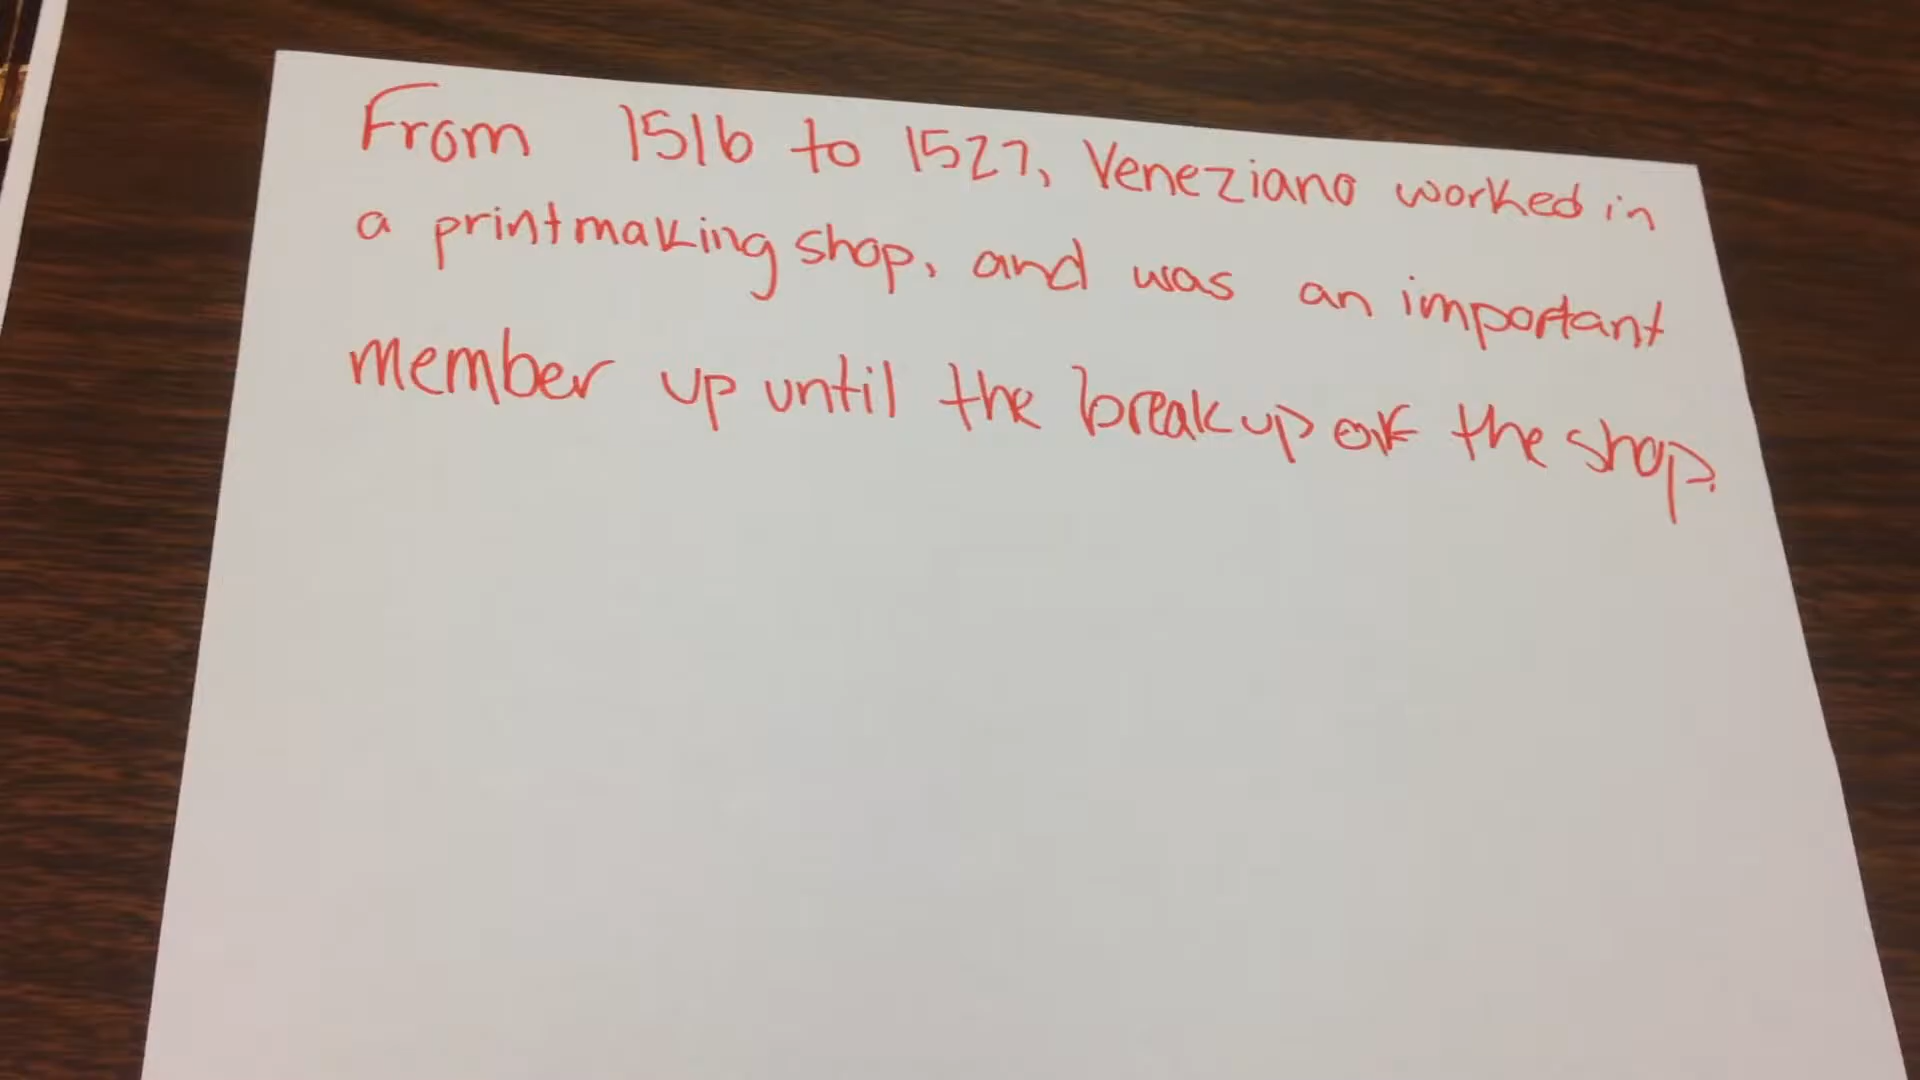 From 1516 to 1527, Veneziano worked in
a printmaking shop, and was an important
member up until the breakup of the shop.